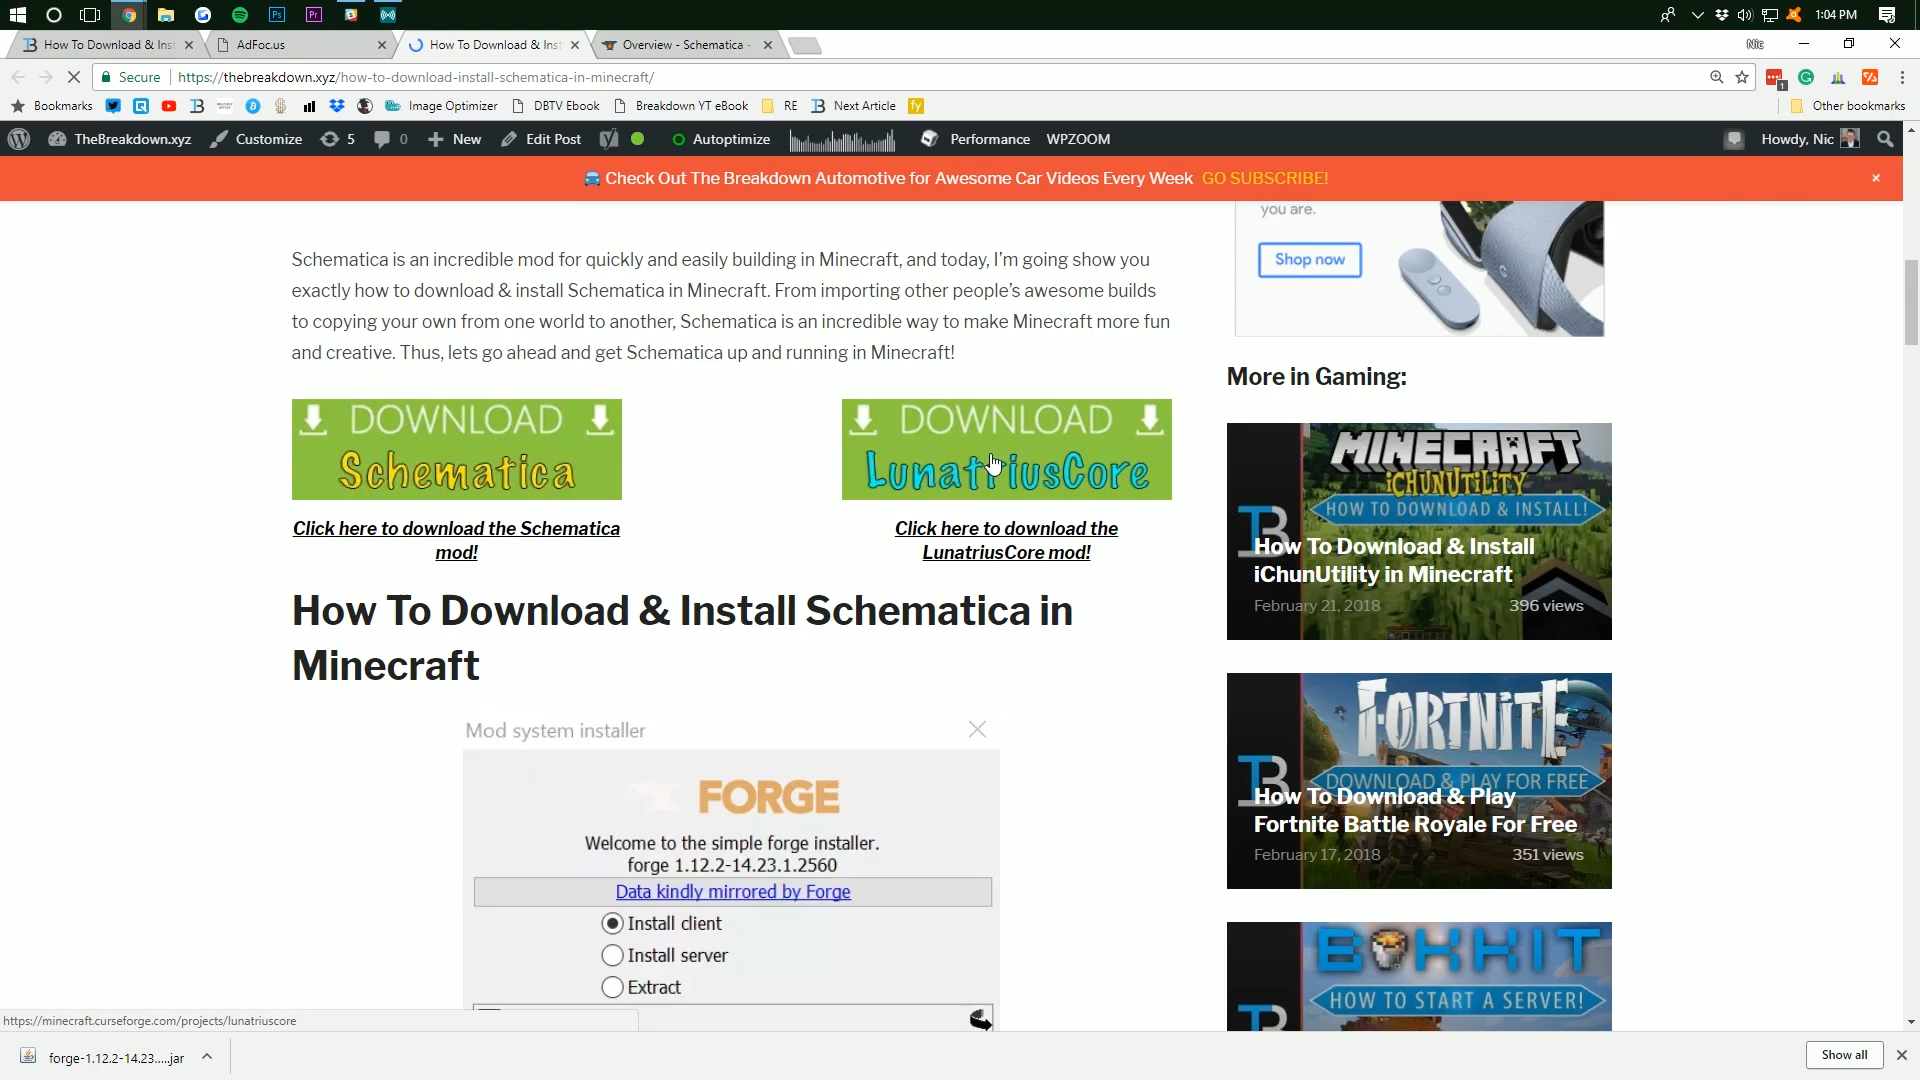 1:04 PM
How To Download & Inst
AdFoc.us
How To Download & Inst
Overview - Schematica -
Nic
Secure
https://thebreakdown.xyz/how-to-download-install-schematica-in-minecraft/
Bookmarks
Image Optimizer
DBTV Ebook
Breakdown YT eBook
RE
Next Article
fy
Other bookmarks
TheBreakdown.xyz
Customize
5
0
New
Edit Post
Autoptimize
Performance
WPZOOM
Howdy, Nic
Check Out The Breakdown Automotive for Awesome Car Videos Every Week GO SUBSCRIBE!
you are.
Shop now
Schematica is an incredible mod for quickly and easily building in Minecraft, and today, I'm going show you
exactly how to download & install Schematica in Minecraft. From importing other people's awesome builds
to copying your own from one world to another, Schematica is an incredible way to make Minecraft more fun
and creative. Thus, lets go ahead and get Schematica up and running in Minecraft!
DOWNLOAD
Schematica
DOWNLOAD
LunatriusCore
Click here to download the Schematica
mod!
Click here to download the
LunatriusCore mod!
How To Download & Install Schematica in
Minecraft
Mod system installer
FORGE
Welcome to the simple forge installer.
forge 1.12.2-14.23.1.2560
Data kindly mirrored by Forge
Install client
Install server
Extract
More in Gaming:
MINECRAFT
iCHUNUTILITY
HOW TO DOWNLOAD & INSTALL!
How To Download & Install
iChunUtility in Minecraft
February 21, 2018
396 views
FORTNITE
DOWNLOAD & PLAY FOR FREE
How To Download & Play
Fortnite Battle Royale For Free
February 17, 2018
351 views
BUKKIT
HOW TO START A SERVER!
https://minecraft.curseforge.com/projects/lunatriuscore
forge-1.12.2-14.23.....jar
Show all